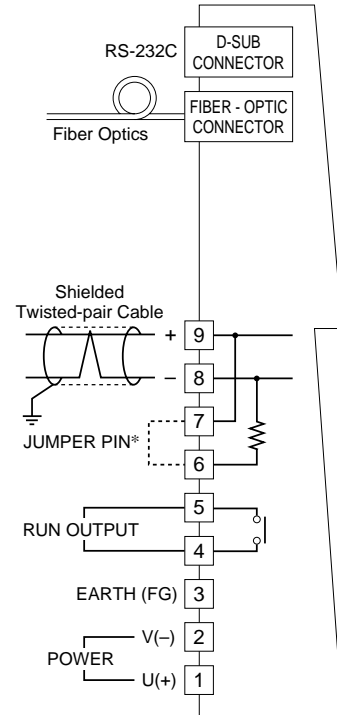 RS-232C
D-SUB
CONNECTOR
FIBER - OPTIC
CONNECTOR
Fiber Optics
Shielded
Twisted-pair Cable
+ 9
– 8
7
JUMPER PIN*
6
5
RUN OUTPUT
4
EARTH (FG) 3
V(–) 2
POWER
U(+) 1